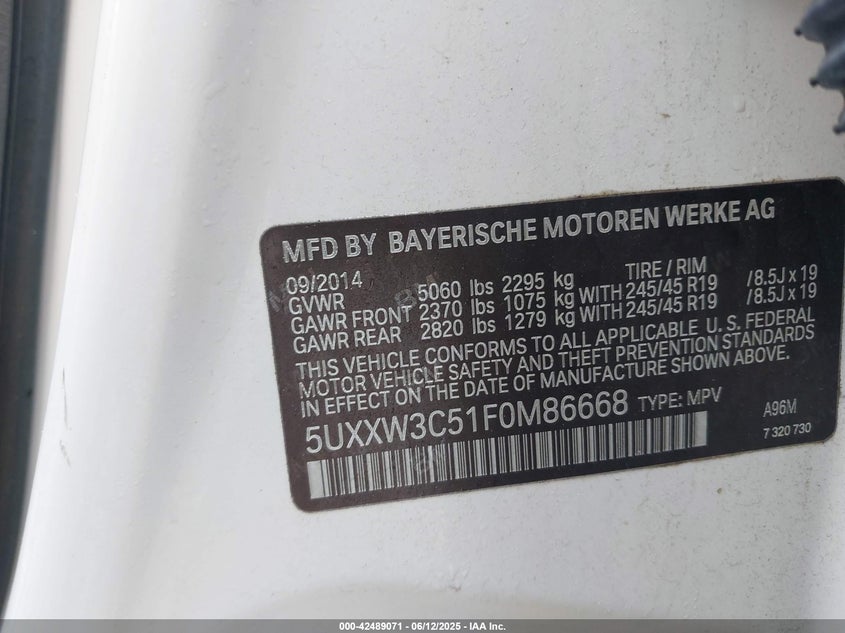 MFD BY BAYERISCHE MOTOREN WERKE AG
09/2014 TIRE / RIM
GVWR 5060 lbs 2295 kg
GAWR FRONT 2370 lbs 1075 kg WITH 245/45 R19 / 8.5J x 19
GAWR REAR 2820 lbs 1279 kg WITH 245/45 R19 / 8.5J x 19
THIS VEHICLE CONFORMS TO ALL APPLICABLE U. S. FEDERAL
MOTOR VEHICLE SAFETY AND THEFT PREVENTION STANDARDS
IN EFFECT ON THE DATE OF MANUFACTURE SHOWN ABOVE.
5UXXW3C51F0M86668 TYPE: MPV A96M
7 320 730
000-42489071 - 06/12/2025 - IAA Inc.